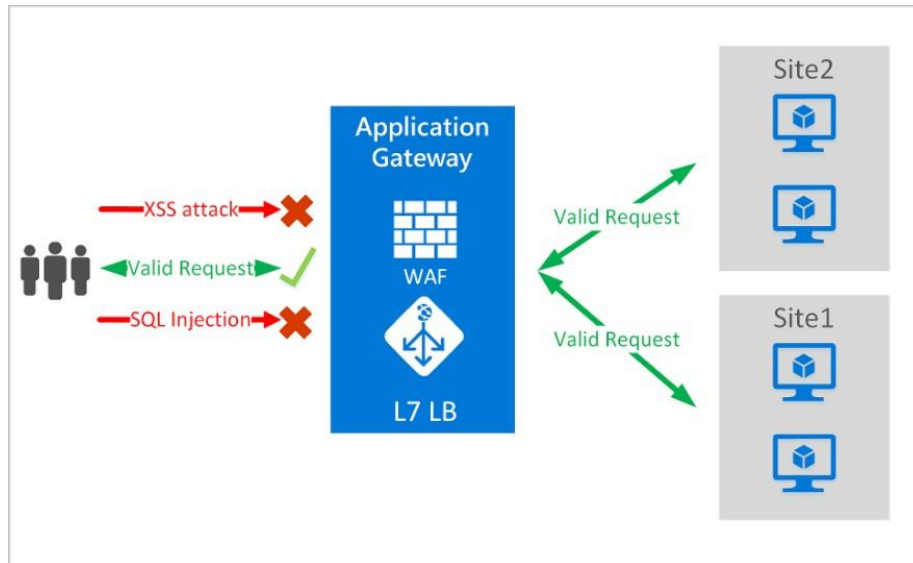 XSS attack
Valid Request
SQL Injection
Application
Gateway
WAF
L7 LB
Valid Request
Valid Request
Site2
Site1